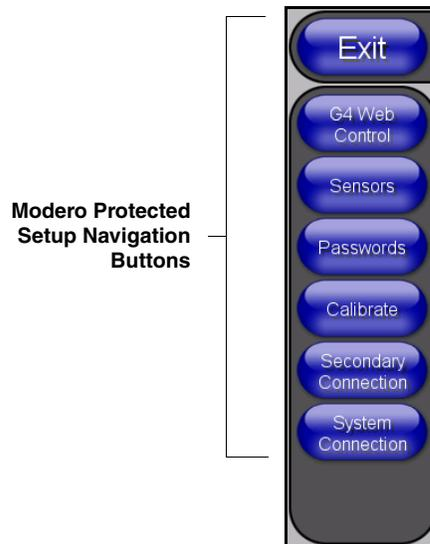 Modero Protected
Setup Navigation
Buttons
Exit
G4 Web
Control
Sensors
Passwords
Calibrate
Secondary
Connection
System
Connection